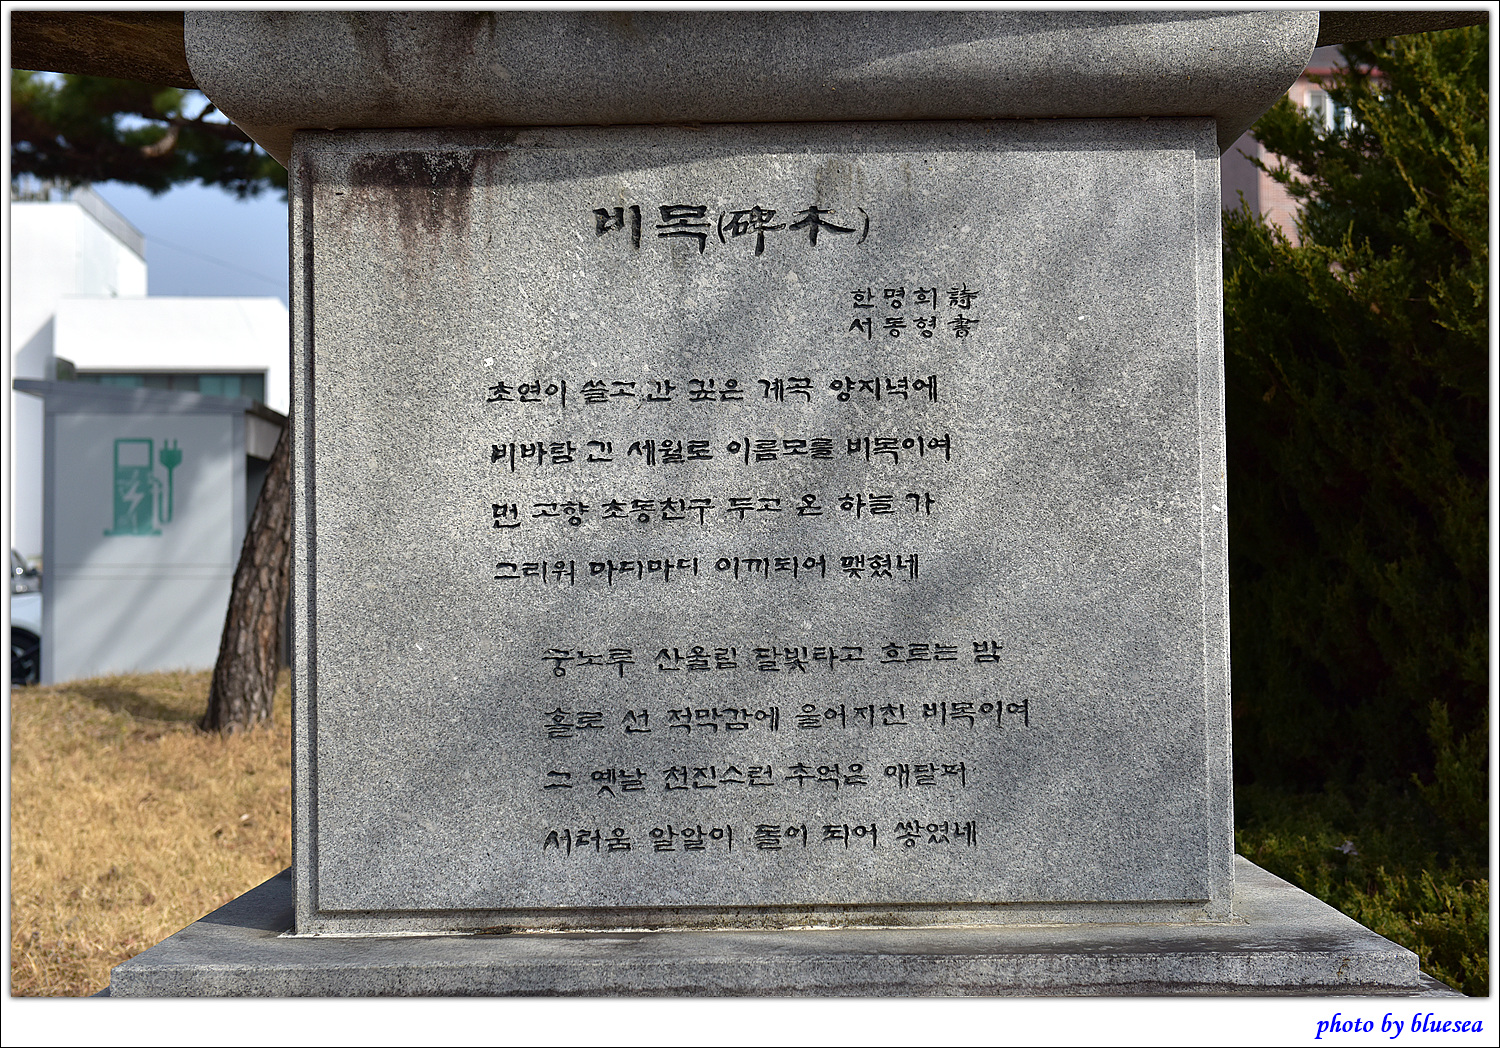 비목(碑木)
한명희 詩
서동형 書
초연이 쓸고 간 깊은 계곡 양지녘에
비바람 긴 세월로 이름모를 비목이여
먼 고향 초동친구 두고 온 하늘 가
그리워 마디마디 이끼되어 맺혔네
궁노루 산울림 달빛타고 흐르는 밤
홀로 선 적막감에 울어지친 비목이여
그 옛날 천진스런 추억은 애달퍼
서러움 알알이 돌이 되어 쌓였네
photo by bluesea